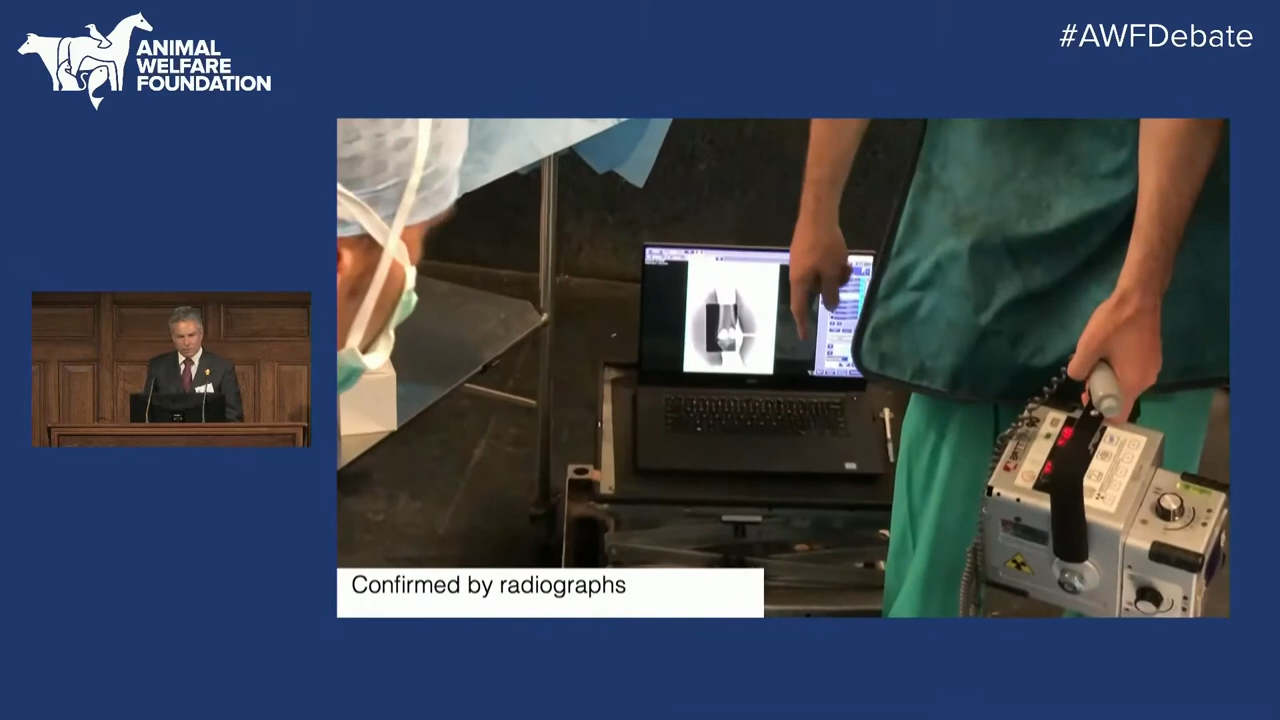 ANIMAL
WELFARE
FOUNDATION
#AWFDebate
Confirmed by radiographs